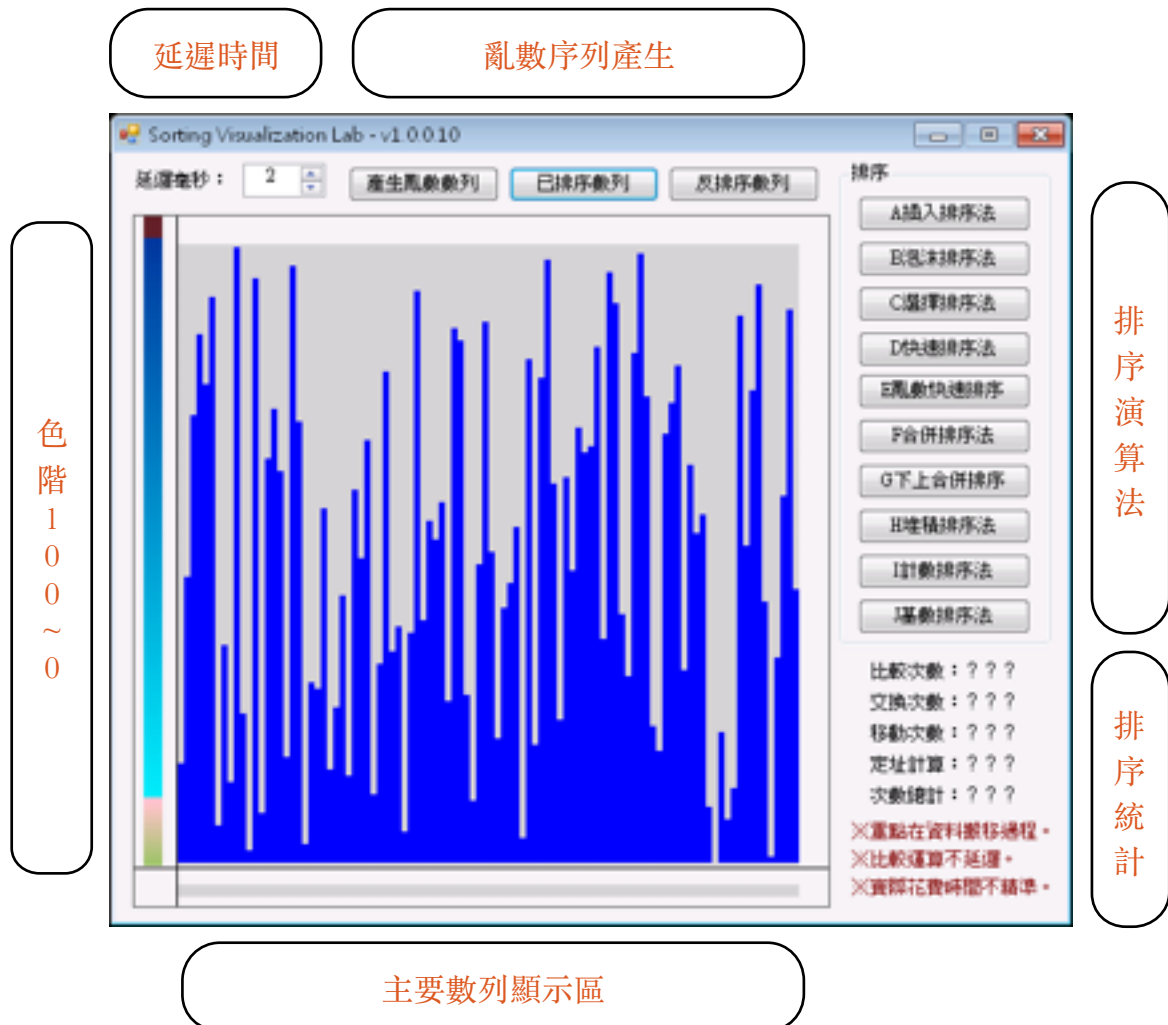 延遲時間
亂數序列產生
Sorting Visualization Lab - v1.0.0.10
延遲毫秒：
2
產生亂數數列
已排序數列
反排序數列
排序
A插入排序法
B泡沫排序法
C選擇排序法
D快速排序法
E亂數快速排序
F合併排序法
G下上合併排序
H堆積排序法
I計數排序法
J基數排序法
比較次數：？？？
交換次數：？？？
移動次數：？？？
定址計算：？？？
次數總計：？？？
※重點在資料搬移過程。
※比較運算不延遲。
※實際花費時間不精準。
色階100~0
排序演算法
排序統計
主要數列顯示區